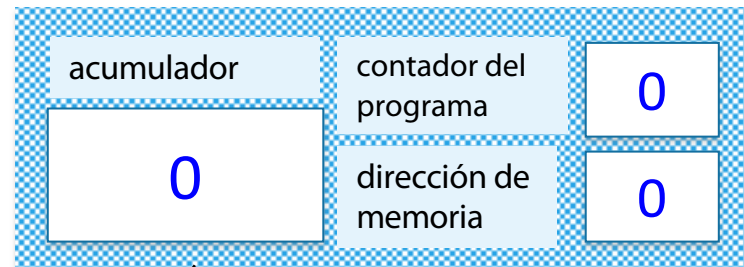 acumulador
0
contador del
programa
0
dirección de
memoria
0